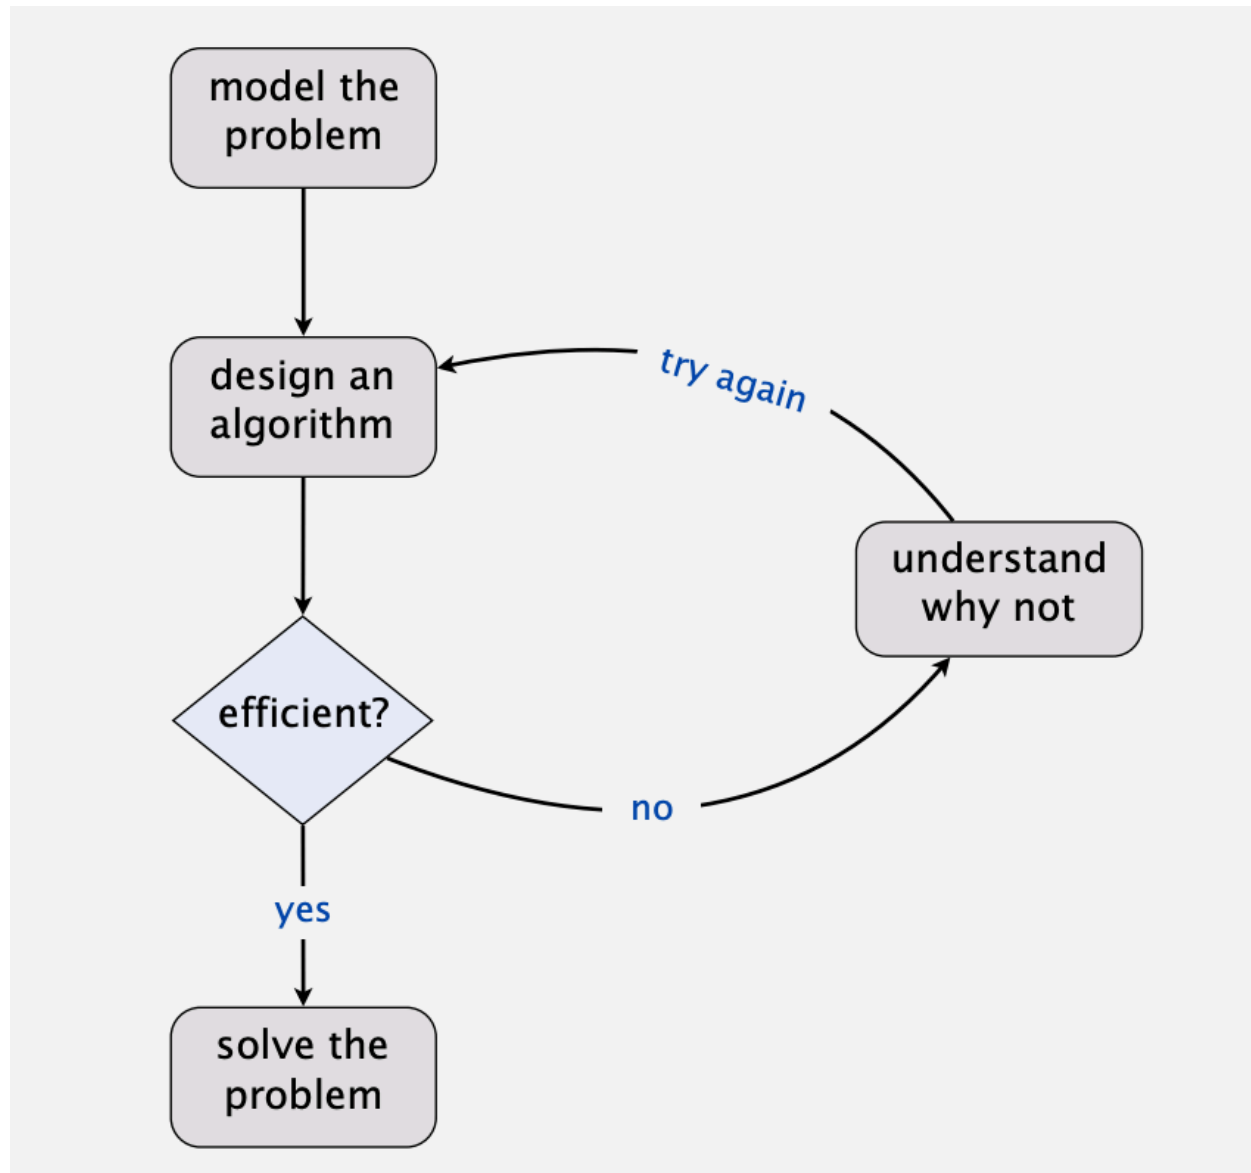 model the
problem
design an
algorithm
try again
understand
why not
efficient?
no
yes
solve the
problem